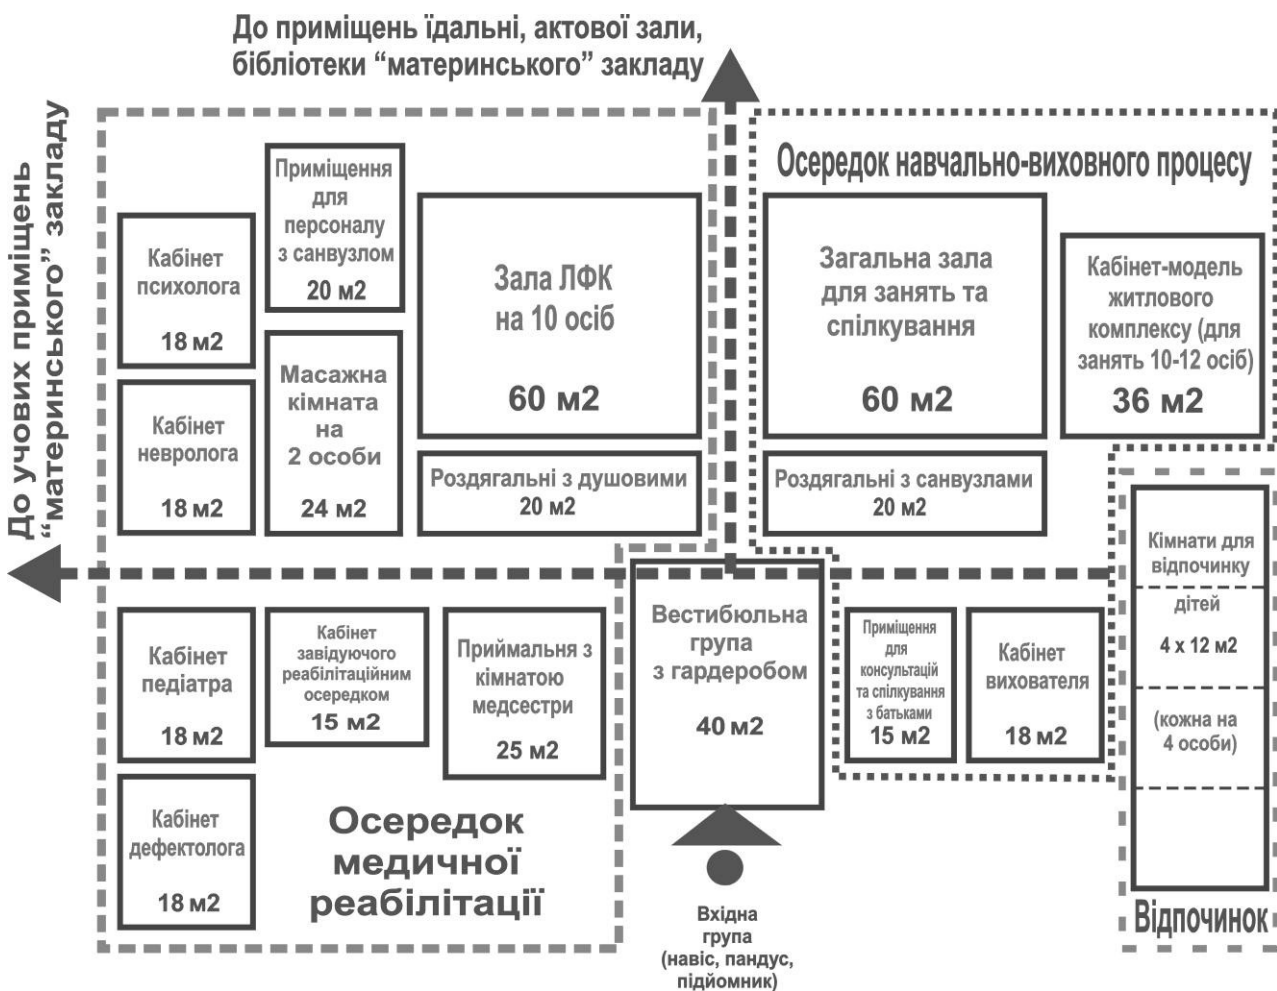 До приміщень їдальні, актової зали,
бібліотеки “материнського” закладу
До учових приміщень
“материнського” закладу
Приміщення
для
персоналу
з санвузлом
20 м2
Кабінет
психолога
18 м2
Зала ЛФК
на 10 осіб
60 м2
Масажна
кімната
на
2 особи
24 м2
Кабінет
невролога
18 м2
Роздягальні з душовими
20 м2
Осередок навчально-виховного процесу
Загальна зала
для занять та
спілкування
60 м2
Кабінет-модель
житлового
комплексу (для
занять 10-12 осіб)
36 м2
Роздягальні з санвузлами
20 м2
Кімнати для
відпочинку
дітей
4 х 12 м2
(кожна на
4 особи)
Відпочинок
Кабінет
педіатра
18 м2
Кабінет
завідуючого
реабілітаційним
осередком
15 м2
Приймальня з
кімнатою
медсестри
25 м2
Вестибюльна
група
з гардеробом
40 м2
Приміщення
для
консультацій
та спілкування
з батьками
15 м2
Кабінет
вихователя
18 м2
Кабінет
дефектолога
18 м2
Осередок
медичної
реабілітації
Вхідна
група
(навіс, пандус,
підйомник)